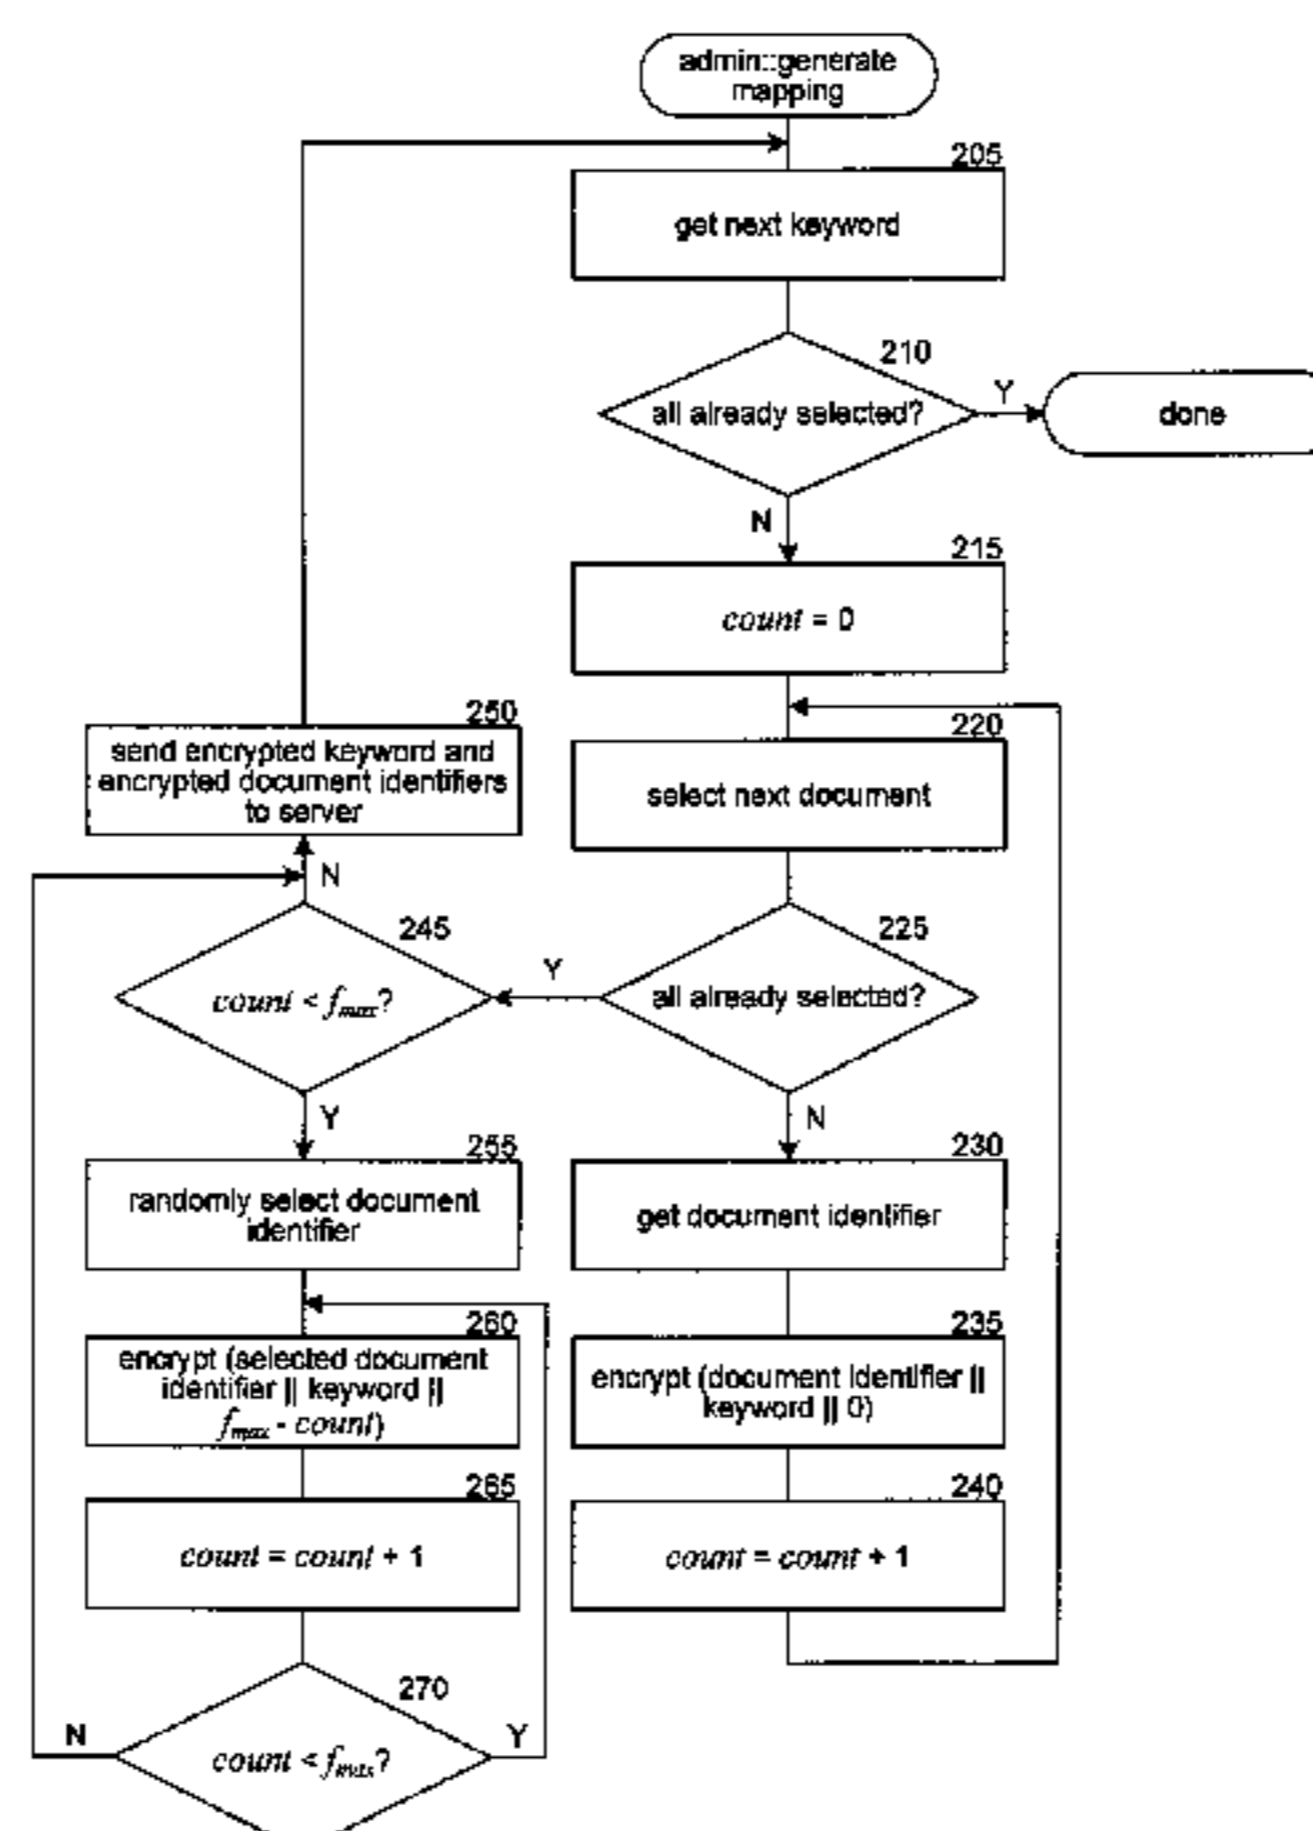 admin::generate
mapping
205
get next keyword
210
all already selected?
Y
done
N
215
count = 0
250
send encrypted keyword and
encrypted document identifiers
to server
220
select next document
N
245
count < fmax?
Y
225
all already selected?
Y
N
255
randomly select document
identifier
230
get document identifier
260
encrypt (selected document
identifier || keyword ||
fmax - count)
235
encrypt (document identifier ||
keyword || 0)
265
count = count + 1
240
count = count + 1
270
N
count < fmax?
Y